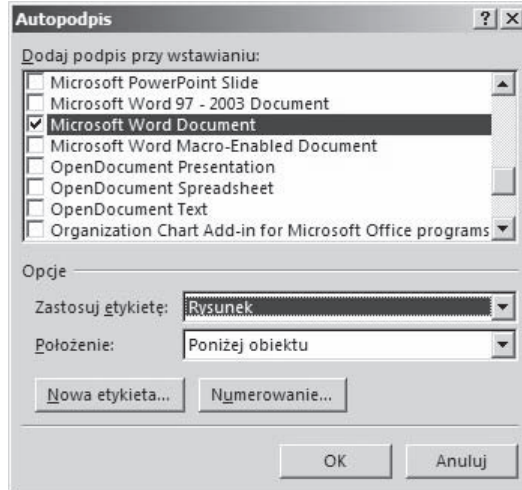 Autopodpis
Dodaj podpis przy wstawianiu:
Microsoft PowerPoint Slide
Microsoft Word 97 - 2003 Document
Microsoft Word Document
Microsoft Word Macro-Enabled Document
OpenDocument Presentation
OpenDocument Spreadsheet
OpenDocument Text
Organization Chart Add-in for Microsoft Office programs
Opcje
Zastosuj etykietę: Rysunek
Położenie: Poniżej obiektu
Nowa etykieta... Numerowanie...
OK Anuluj